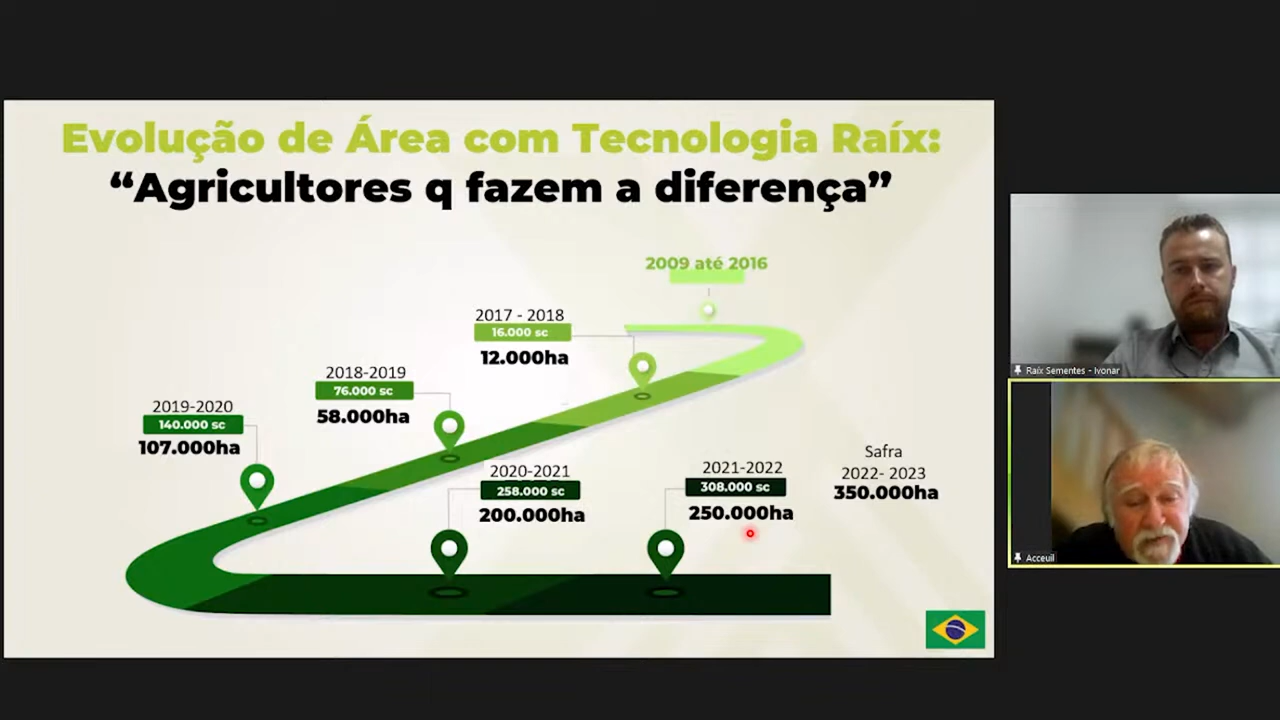 Evolução de Área com Tecnologia Raíx:
“Agricultores q fazem a diferença”
2009 até 2016
2017 - 2018
16.000 sc
12.000ha
2018-2019
76.000 sc
58.000ha
2019-2020
140.000 sc
107.000ha
2020-2021
258.000 sc
200.000ha
2021-2022
308.000 sc
250.000ha
Safra
2022- 2023
350.000ha
Raíx Sementes - Ivonar
Acceuil